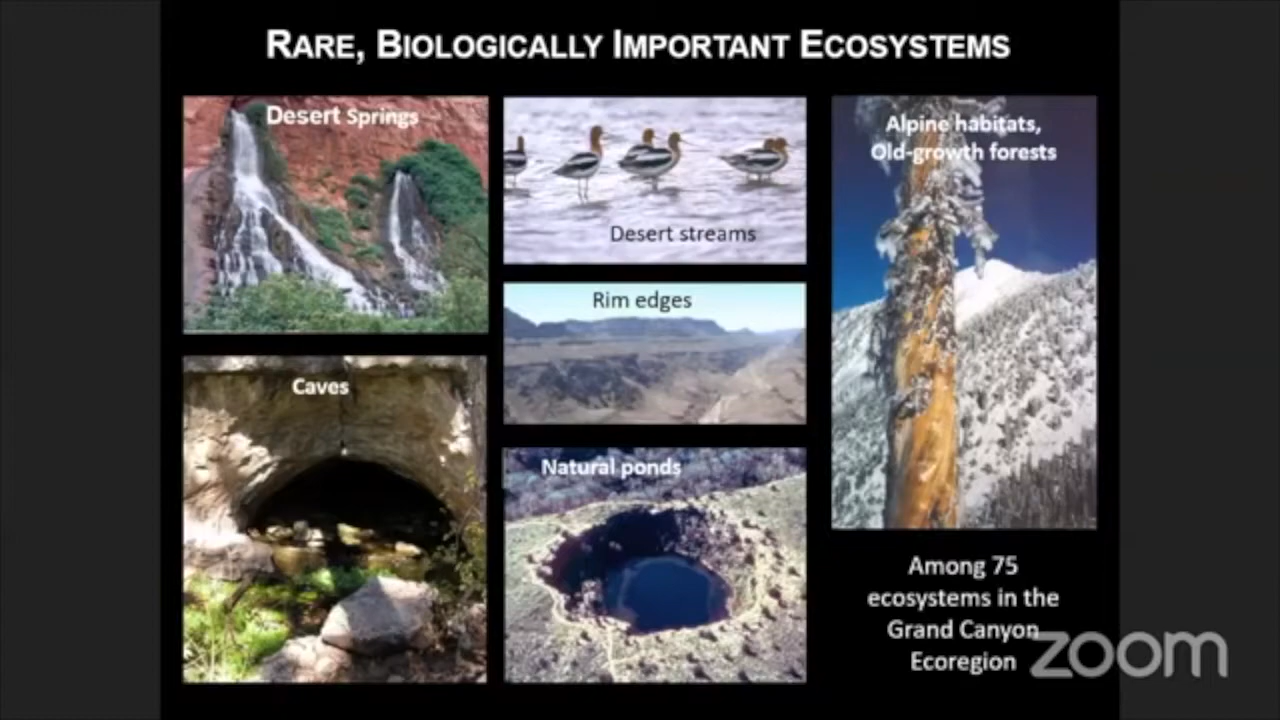 RARE, BIOLOGICALLY IMPORTANT ECOSYSTEMS
Desert Springs
Desert streams
Alpine habitats,
Old-growth forests
Rim edges
Caves
Natural ponds
Among 75
ecosystems in the
Grand Canyon
Ecoregion
zoom